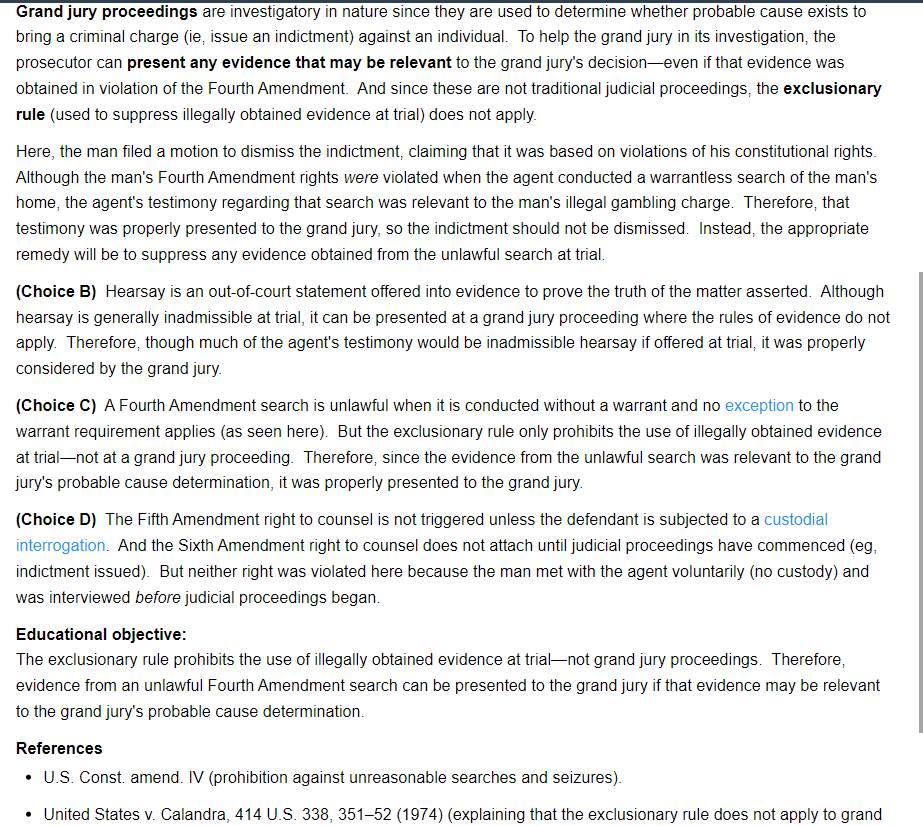 Grand jury proceedings are investigatory in nature since they are used to determine whether probable cause exists to
bring a criminal charge (ie, issue an indictment) against an individual.  To help the grand jury in its investigation, the
prosecutor can present any evidence that may be relevant to the grand jury's decision—even if that evidence was
obtained in violation of the Fourth Amendment.  And since these are not traditional judicial proceedings, the exclusionary
rule (used to suppress illegally obtained evidence at trial) does not apply.
Here, the man filed a motion to dismiss the indictment, claiming that it was based on violations of his constitutional rights.
Although the man's Fourth Amendment rights were violated when the agent conducted a warrantless search of the man's
home, the agent's testimony regarding that search was relevant to the man's illegal gambling charge.  Therefore, that
testimony was properly presented to the grand jury, so the indictment should not be dismissed.  Instead, the appropriate
remedy will be to suppress any evidence obtained from the unlawful search at trial.
(Choice B)  Hearsay is an out-of-court statement offered into evidence to prove the truth of the matter asserted.  Although
hearsay is generally inadmissible at trial, it can be presented at a grand jury proceeding where the rules of evidence do not
apply.  Therefore, though much of the agent's testimony would be inadmissible hearsay if offered at trial, it was properly
considered by the grand jury.
(Choice C)  A Fourth Amendment search is unlawful when it is conducted without a warrant and no exception to the
warrant requirement applies (as seen here).  But the exclusionary rule only prohibits the use of illegally obtained evidence
at trial—not at a grand jury proceeding.  Therefore, since the evidence from the unlawful search was relevant to the grand
jury's probable cause determination, it was properly presented to the grand jury.
(Choice D)  The Fifth Amendment right to counsel is not triggered unless the defendant is subjected to a custodial
interrogation.  And the Sixth Amendment right to counsel does not attach until judicial proceedings have commenced (eg,
indictment issued).  But neither right was violated here because the man met with the agent voluntarily (no custody) and
was interviewed before judicial proceedings began.
Educational objective:
The exclusionary rule prohibits the use of illegally obtained evidence at trial—not grand jury proceedings.  Therefore,
evidence from an unlawful Fourth Amendment search can be presented to the grand jury if that evidence may be relevant
to the grand jury's probable cause determination.
References
• U.S. Const. amend. IV (prohibition against unreasonable searches and seizures).
• United States v. Calandra, 414 U.S. 338, 351–52 (1974) (explaining that the exclusionary rule does not apply to grand